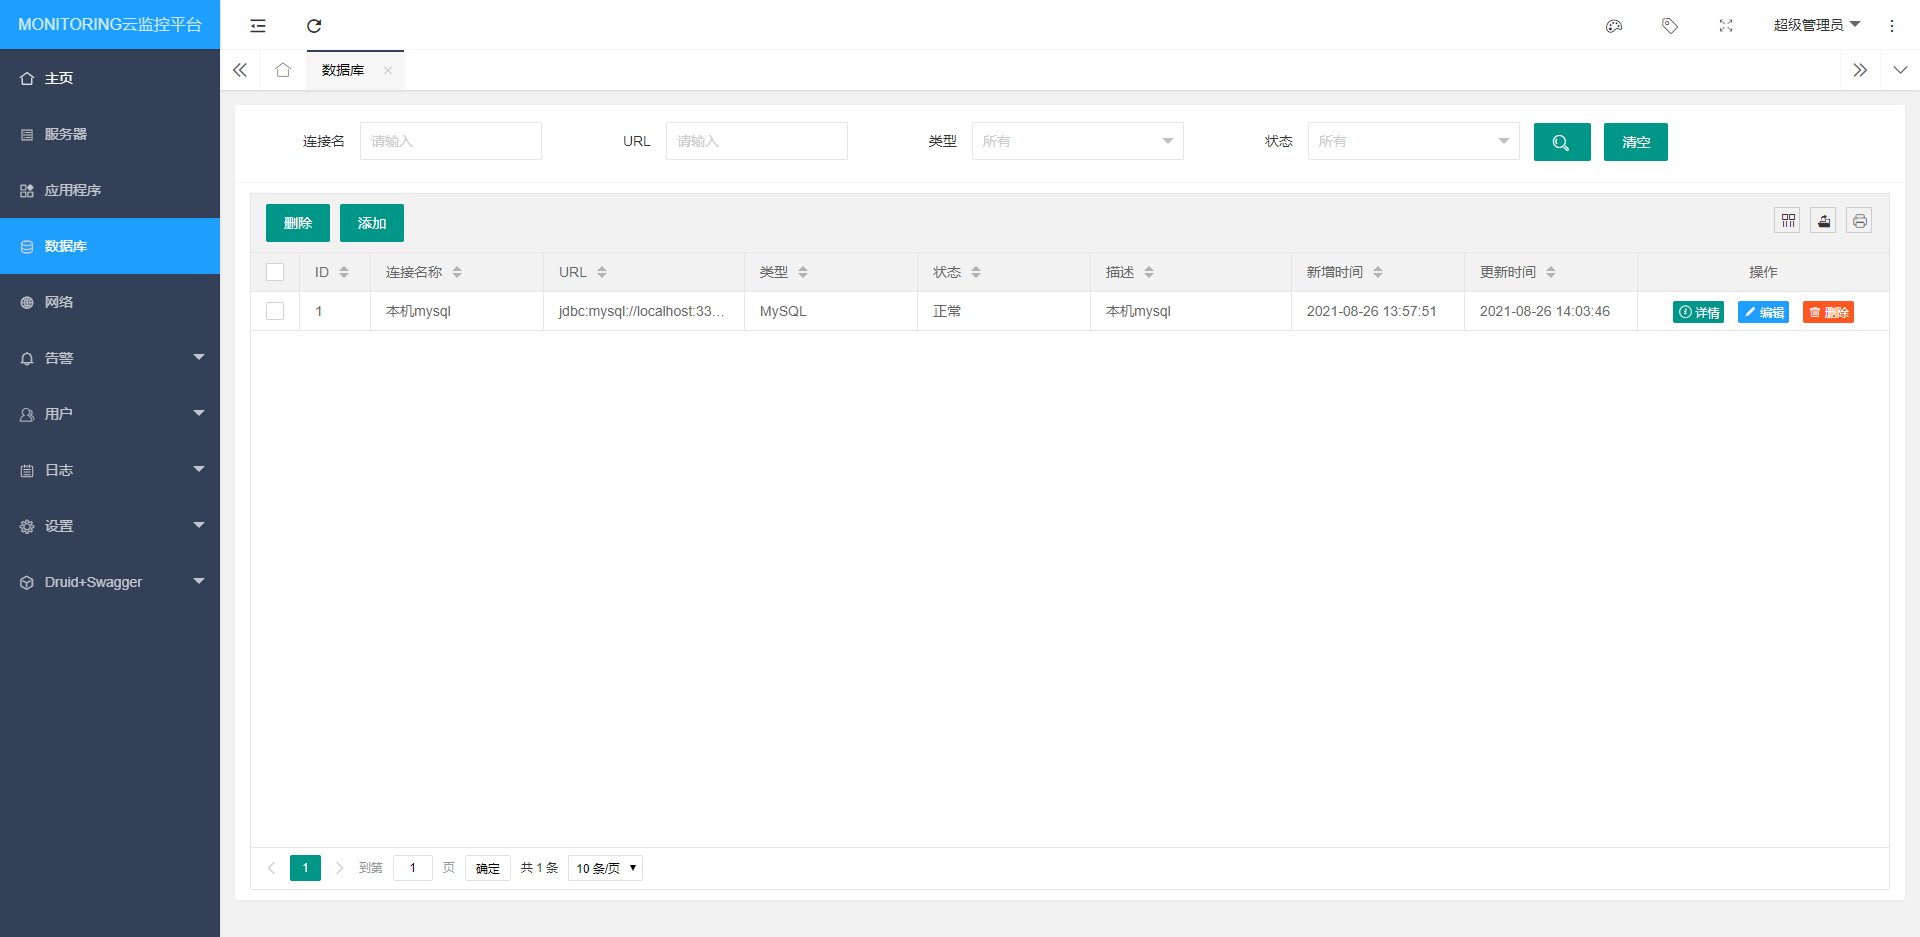 MONITORING云监控平台
超级管理员
主页
服务器
应用程序
数据库
网络
告警
用户
日志
设置
Druid+Swagger
数据库
连接名 请输入 URL 请输入 类型 所有 状态 所有 清空
删除 添加
ID 连接名称 URL 类型 状态 描述 新增时间 更新时间 操作
1 本机mysql jdbc:mysql://localhost:33... MySQL 正常 本机mysql 2021-08-26 13:57:51 2021-08-26 14:03:46 详情 编辑 删除
1 到第 1 页 确定 共 1 条 10 条/页